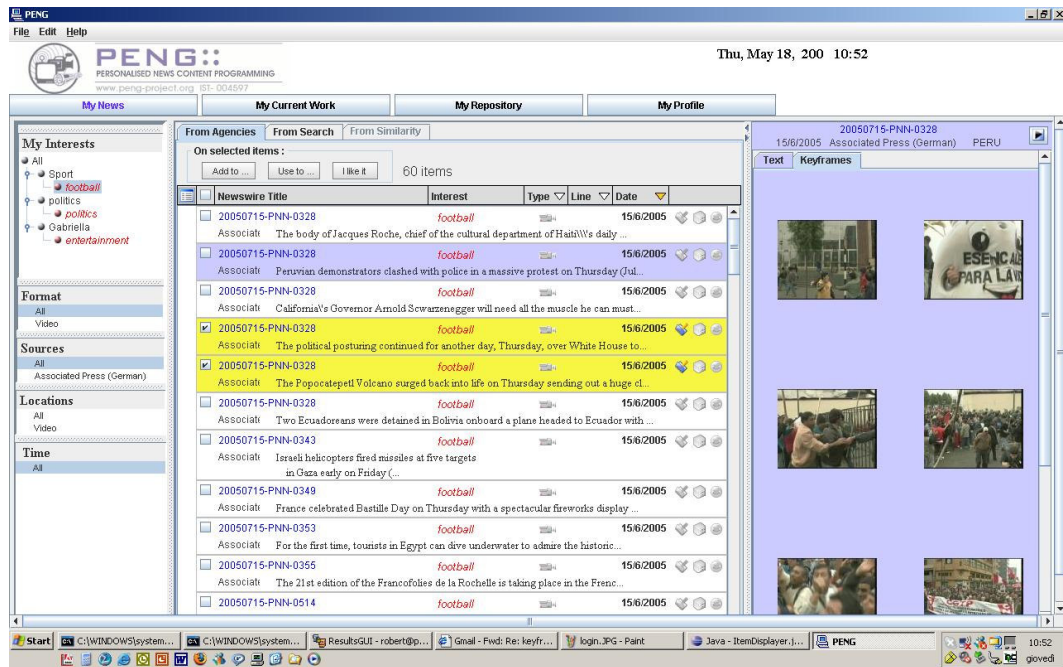 PENG
File Edit Help
PENG::
PERSONALISED NEWS CONTENT PROGRAMMING
www.peng-project.org IST-004597
Thu, May 18, 200 10:52
My News My Current Work My Repository My Profile
My Interests
All
Sport
football
politics
politics
Gabriella
entertainment
Format
All
Video
Sources
All
Associated Press (German)
Locations
All
Video
Time
All
From Agencies From Search From Similarity
On selected items :
Add to ... Use to ... I like it 60 items
Newswire Title Interest Type Line Date
20050715-PNN-0328 football 15/6/2005
Associate The body of Jacques Roche, chief of the cultural department of Haiti\\\'s daily ...
20050715-PNN-0328 football 15/6/2005
Associate Peruvian demonstrators clashed with police in a massive protest on Thursday (Jul...
20050715-PNN-0328 football 15/6/2005
Associate California\'s Governor Arnold Scwarzenegger will need all the muscle he can must...
20050715-PNN-0328 football 15/6/2005
Associate The political posturing continued for another day, Thursday, over White House to...
20050715-PNN-0328 football 15/6/2005
Associate The Popocatepetl Volcano surged back into life on Thursday sending out a huge cl...
20050715-PNN-0328 football 15/6/2005
Associate Two Ecuadoreans were detained in Bolivia onboard a plane headed to Ecuador with ...
20050715-PNN-0343 football 15/6/2005
Associate Israeli helicopters fired missiles at five targets
in Gaza early on Friday (...
20050715-PNN-0349 football 15/6/2005
Associate France celebrated Bastille Day on Thursday with a spectacular fireworks display ...
20050715-PNN-0353 football 15/6/2005
Associate For the first time, tourists in Egypt can dive underwater to admire the historic...
20050715-PNN-0355 football 15/6/2005
Associate The 21st edition of the Francofolies de la Rochelle is taking place in the Frenc...
20050715-PNN-0514 football 15/6/2005
20050715-PNN-0328
15/6/2005 Associated Press (German) PERU
Text Keyframes
ESENCALE
PARA LA VID
Start C:\WINDOWS\system... C:\WINDOWS\system... ResultsGUI - robert@p... Gmail - Fwd: Re: keyfr... login.JPG - Paint Java - ItemDisplayer.j... PENG 10:52
giovedì